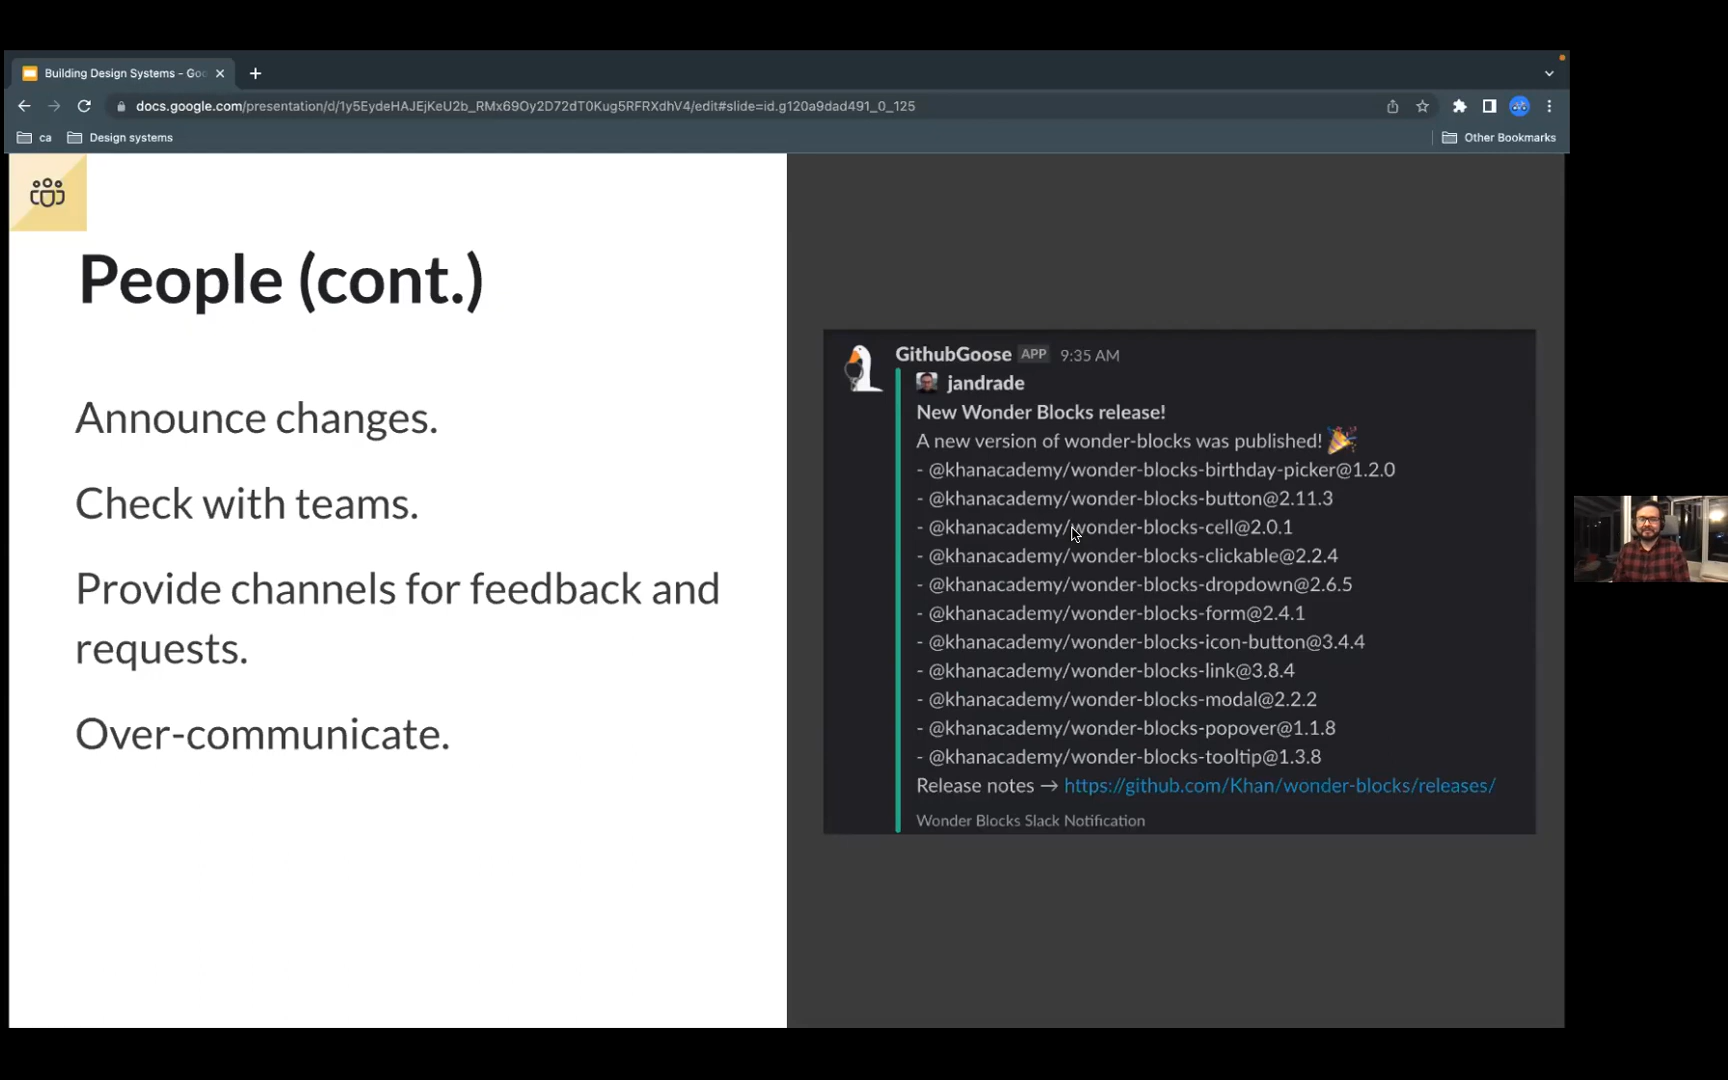 Building Design Systems - Goo
docs.google.com/presentation/d/1y5EydeHAJEjKeU2b_RMx69Oy2D72dT0Kug5RFRXdhV4/edit#slide=id.g120a9dad491_0_125
ca
Design systems
Other Bookmarks
People (cont.)
Announce changes.
Check with teams.
Provide channels for feedback and
requests.
Over-communicate.
GithubGoose APP 9:35 AM
jandrade
New Wonder Blocks release!
A new version of wonder-blocks was published! 🎉
- @khanacademy/wonder-blocks-birthday-picker@1.2.0
- @khanacademy/wonder-blocks-button@2.11.3
- @khanacademy/wonder-blocks-cell@2.0.1
- @khanacademy/wonder-blocks-clickable@2.2.4
- @khanacademy/wonder-blocks-dropdown@2.6.5
- @khanacademy/wonder-blocks-form@2.4.1
- @khanacademy/wonder-blocks-icon-button@3.4.4
- @khanacademy/wonder-blocks-link@3.8.4
- @khanacademy/wonder-blocks-modal@2.2.2
- @khanacademy/wonder-blocks-popover@1.1.8
- @khanacademy/wonder-blocks-tooltip@1.3.8
Release notes → https://github.com/Khan/wonder-blocks/releases/
Wonder Blocks Slack Notification